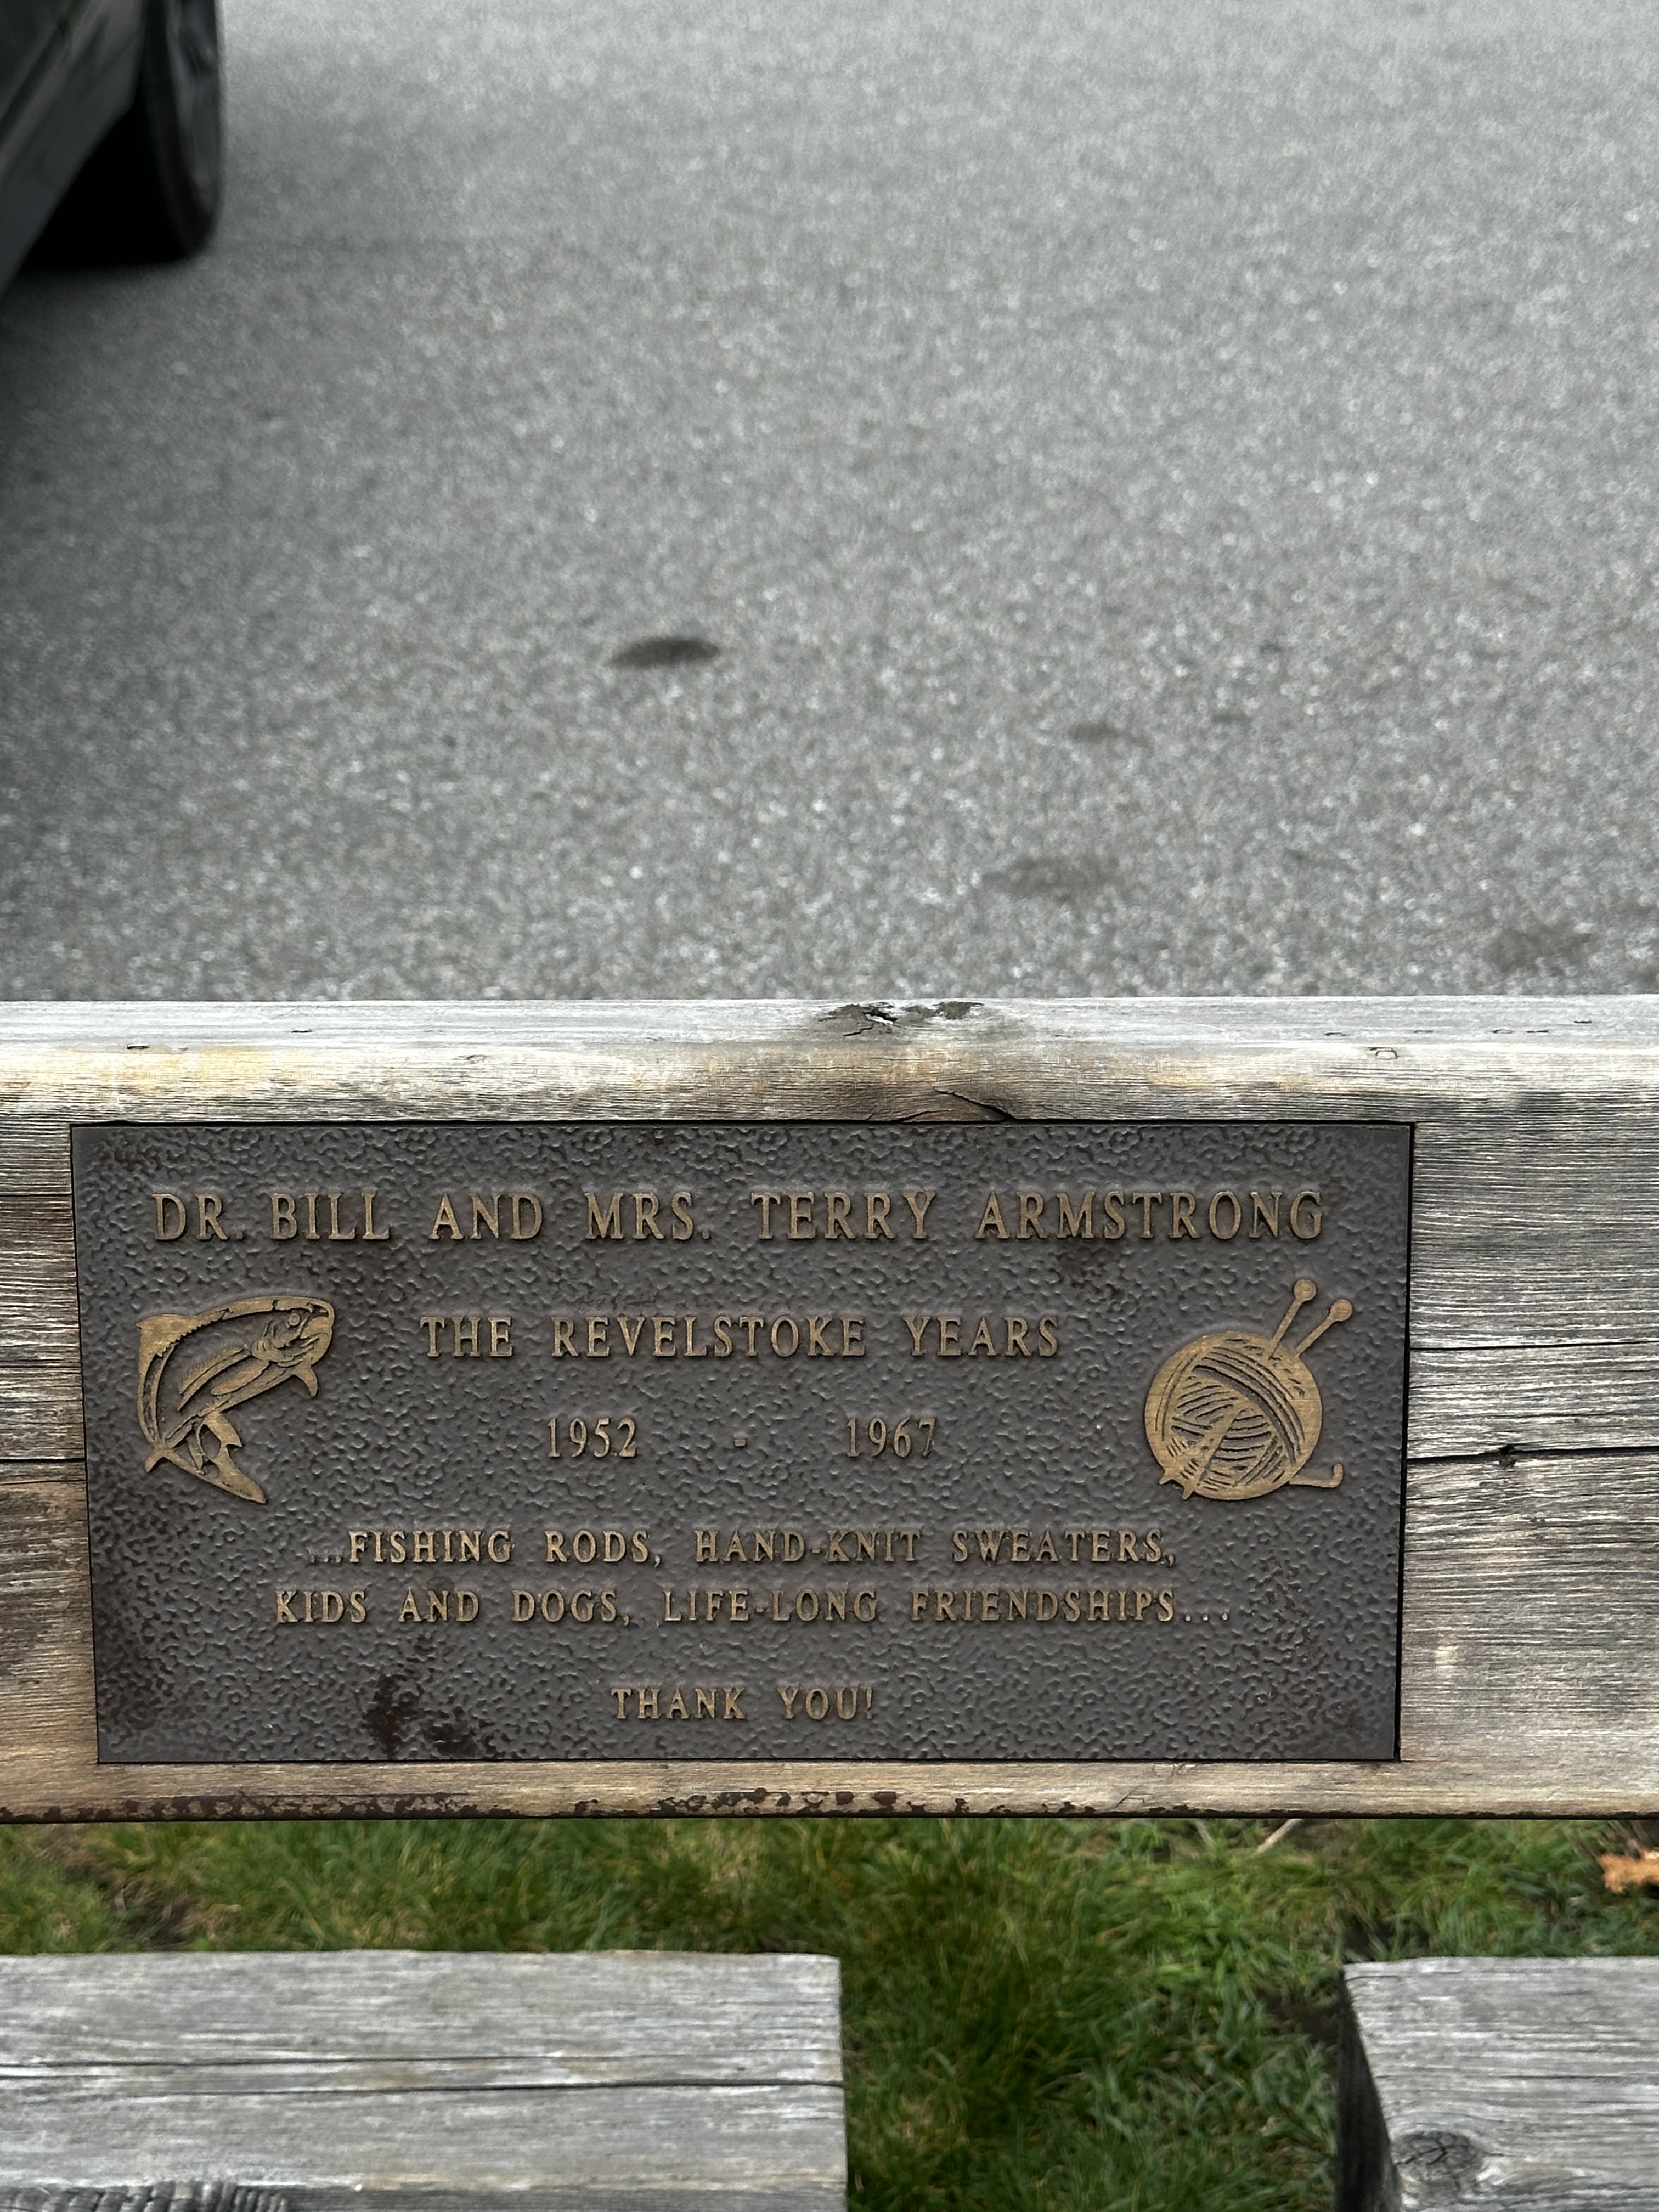 DR. BILL AND MRS. TERRY ARMSTRONG
THE REVELSTOKE YEARS
1952 - 1967
...FISHING RODS, HAND-KNIT SWEATERS,
KIDS AND DOGS, LIFE-LONG FRIENDSHIPS...
THANK YOU!